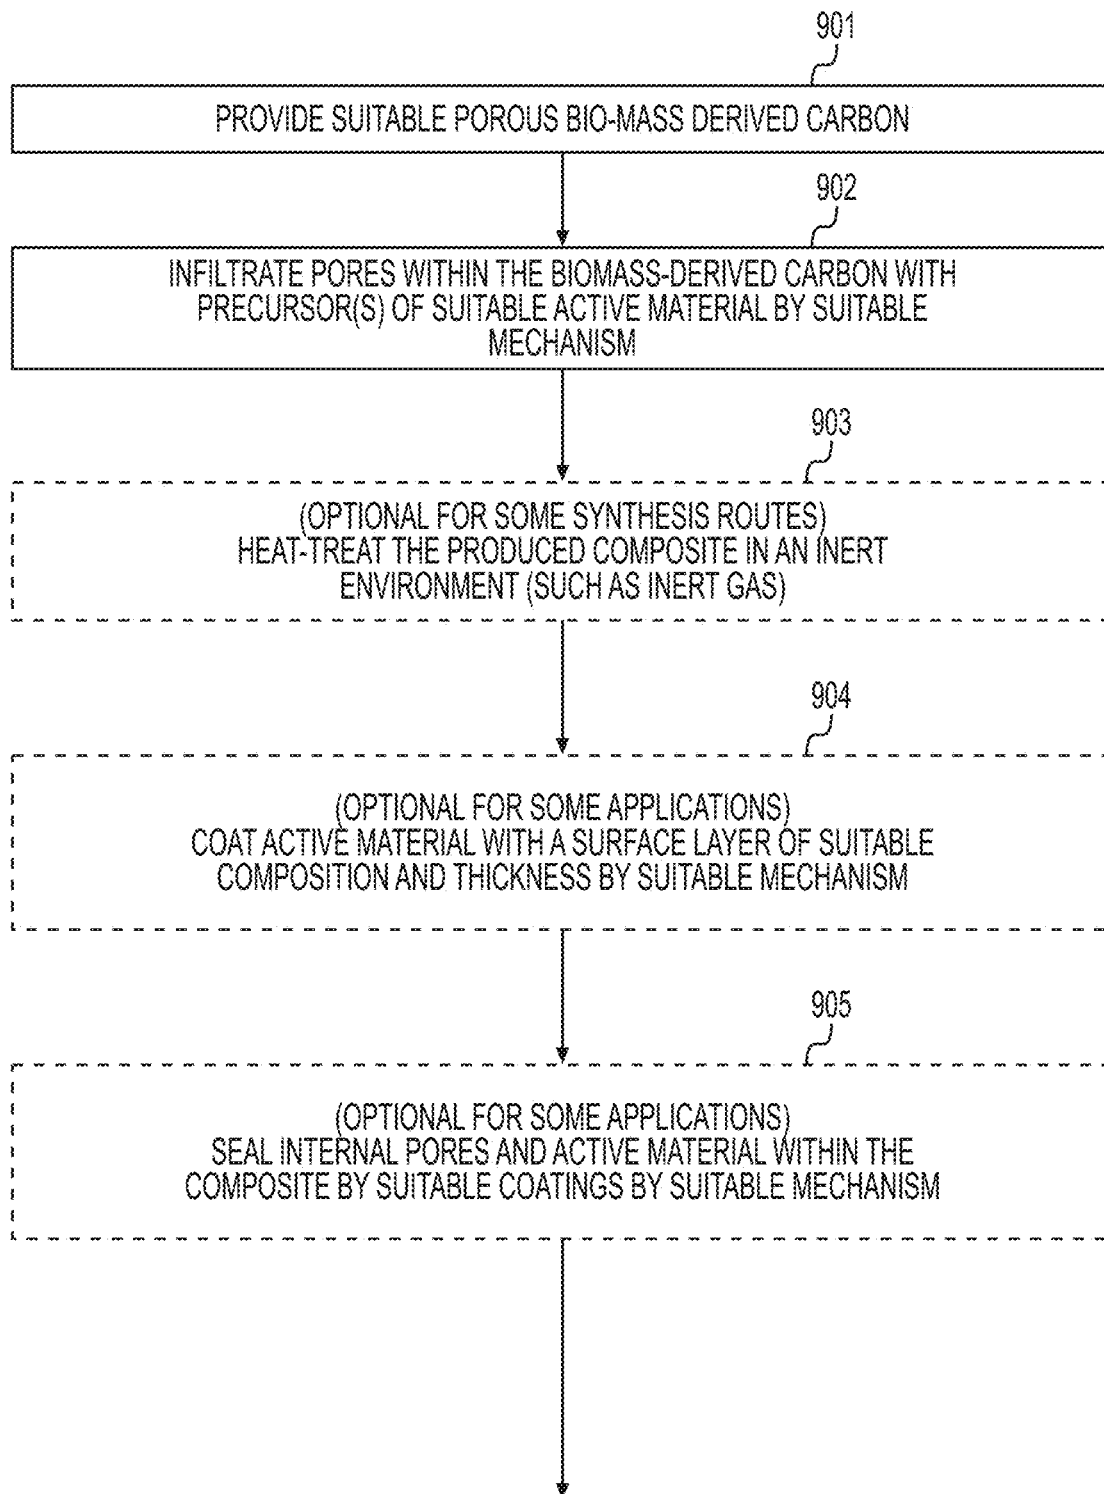 901
PROVIDE SUITABLE POROUS BIO-MASS DERIVED CARBON
902
INFILTRATE PORES WITHIN THE BIOMASS-DERIVED CARBON WITH
PRECURSOR(S) OF SUITABLE ACTIVE MATERIAL BY SUITABLE
MECHANISM
903
(OPTIONAL FOR SOME SYNTHESIS ROUTES)
HEAT-TREAT THE PRODUCED COMPOSITE IN AN INERT
ENVIRONMENT (SUCH AS INERT GAS)
904
(OPTIONAL FOR SOME APPLICATIONS)
COAT ACTIVE MATERIAL WITH A SURFACE LAYER OF SUITABLE
COMPOSITION AND THICKNESS BY SUITABLE MECHANISM
905
(OPTIONAL FOR SOME APPLICATIONS)
SEAL INTERNAL PORES AND ACTIVE MATERIAL WITHIN THE
COMPOSITE BY SUITABLE COATINGS BY SUITABLE MECHANISM